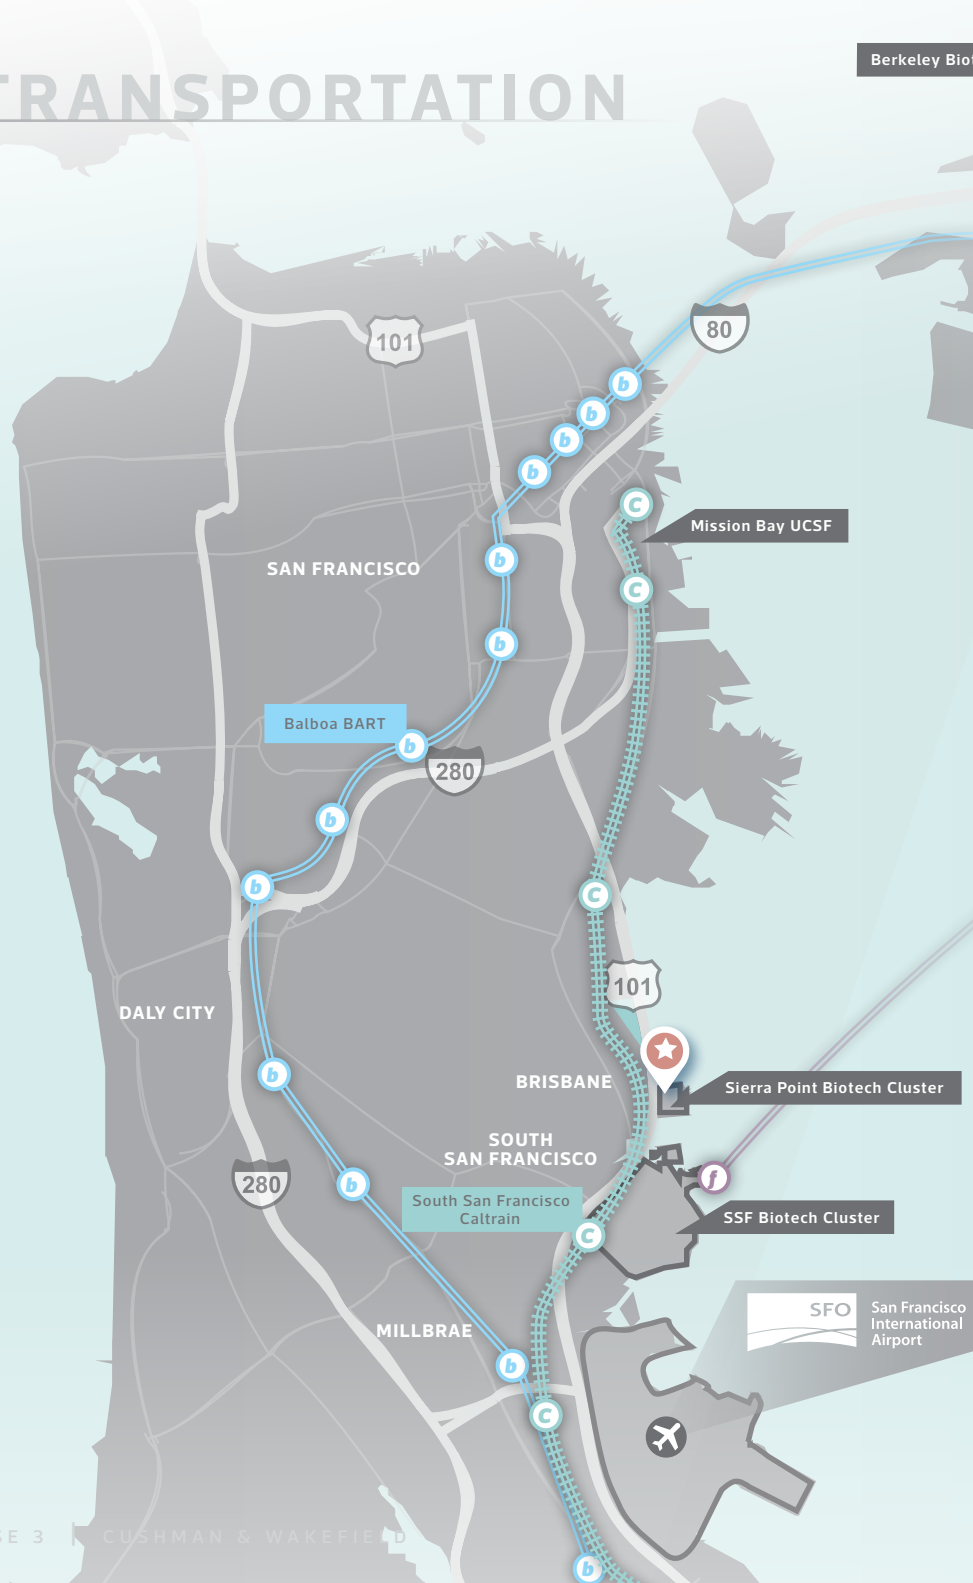 TRANSPORTATION
Berkeley
101
80
b
b
b
b
C
Mission Bay UCSF
SAN FRANCISCO
b
C
b
Balboa BART
b
280
b
b
C
101
DALY CITY
b
BRISBANE
Sierra Point Biotech Cluster
SOUTH
SAN FRANCISCO
280
b
f
South San Francisco
Caltrain
SSF Biotech Cluster
C
SFO
San Francisco
International
Airport
MILLBRAE
b
C
3 | CUSHMAN & WAKEFIELD
b